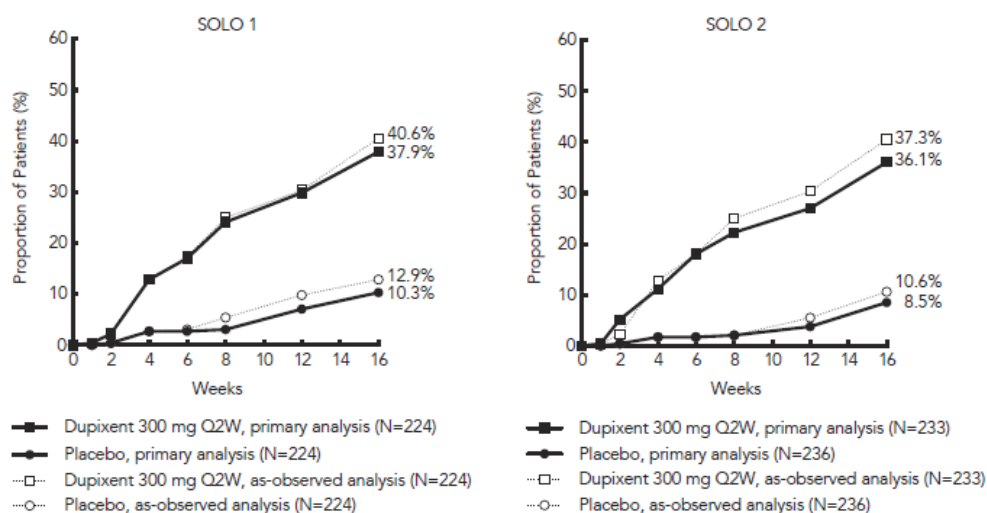 SOLO 1
Proportion of Patients (%)
60
50
40
30
20
10
0
40.6%
37.9%
12.9%
10.3%
0 2 4 6 8 10 12 14 16
Weeks
Dupixent 300 mg Q2W, primary analysis (N=224)
Placebo, primary analysis (N=224)
Dupixent 300 mg Q2W, as-observed analysis (N=224)
Placebo, as-observed analysis (N=224)
SOLO 2
Proportion of Patients (%)
60
50
40
30
20
10
0
37.3%
36.1%
10.6%
8.5%
0 2 4 6 8 10 12 14 16
Weeks
Dupixent 300 mg Q2W, primary analysis (N=233)
Placebo, primary analysis (N=236)
Dupixent 300 mg Q2W, as-observed analysis (N=233)
Placebo, as-observed analysis (N=236)